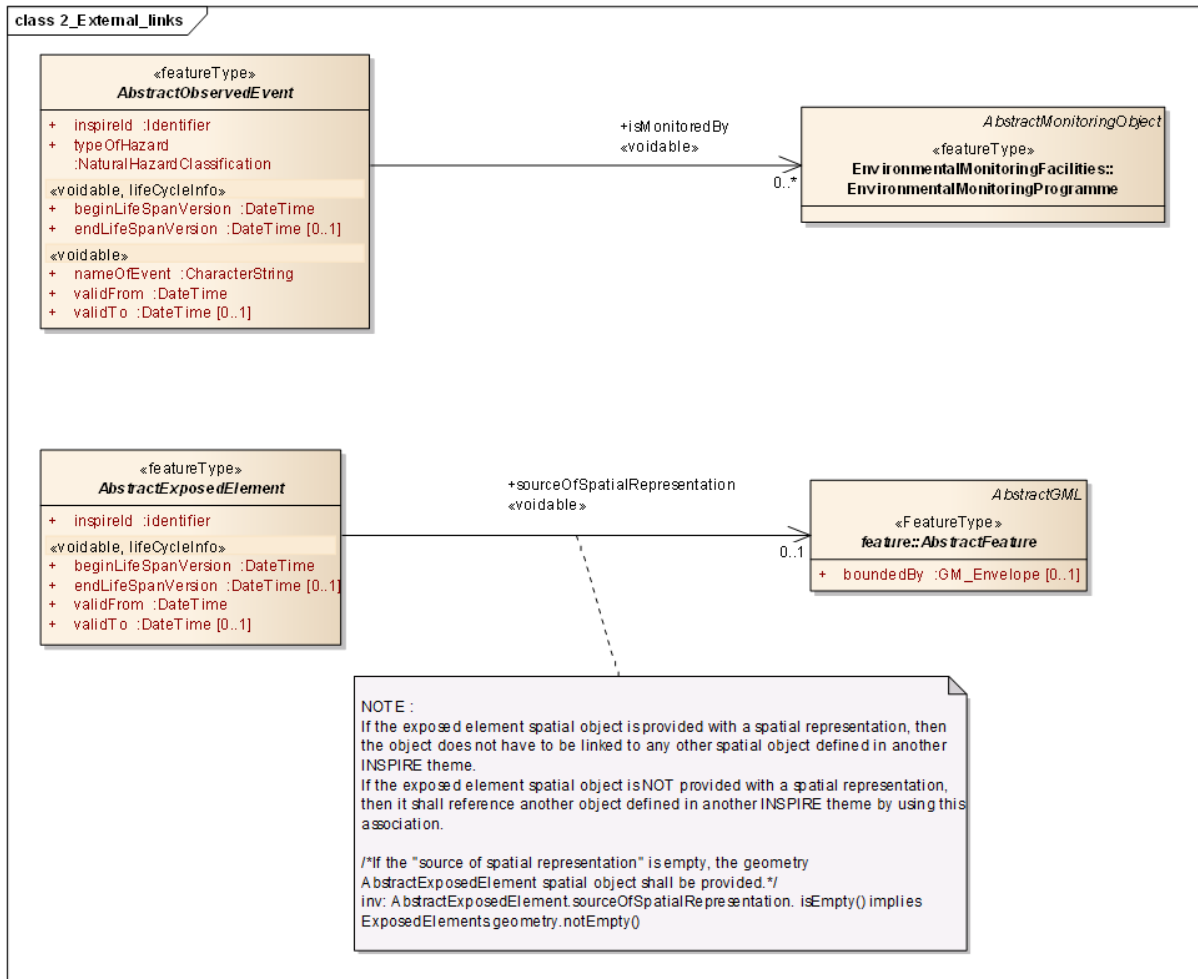 class 2_External_links
«featureType»
AbstractObservedEvent
+ inspireId :Identifier
+ typeOfHazard
:NaturalHazardClassification
«voidable, lifeCycleInfo»
+ beginLifeSpanVersion :DateTime
+ endLifeSpanVersion :DateTime [0..1]
«voidable»
+ nameOfEvent :CharacterString
+ validFrom :DateTime
+ validTo :DateTime [0..1]
+isMonitoredBy
«voidable»
0..*
AbstractMonitoringObject
«featureType»
EnvironmentalMonitoringFacilities::
EnvironmentalMonitoringProgramme
«featureType»
AbstractExposedElement
+ inspireId :identifier
«voidable, lifeCycleInfo»
+ beginLifeSpanVersion :DateTime
+ endLifeSpanVersion :DateTime [0..1]
+ validFrom :DateTime
+ validTo :DateTime [0..1]
+sourceOfSpatialRepresentation
«voidable»
0..1
AbstractGML
«FeatureType»
feature::AbstractFeature
+ boundedBy :GM_Envelope [0..1]
NOTE :
If the exposed element spatial object is provided with a spatial representation, then
the object does not have to be linked to any other spatial object defined in another
INSPIRE theme.
If the exposed element spatial object is NOT provided with a spatial representation,
then it shall reference another object defined in another INSPIRE theme by using this
association.
/*If the "source of spatial representation" is empty, the geometry
AbstractExposedElement spatial object shall be provided.*/
inv: AbstractExposedElement.sourceOfSpatialRepresentation. isEmpty() implies
ExposedElements.geometry.notEmpty()